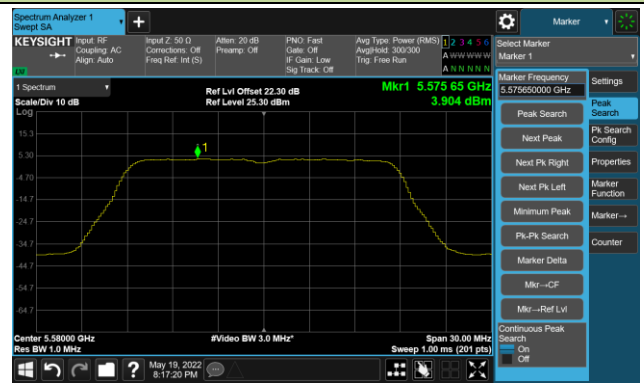 Spectrum Analyzer 1
Swept SA
Marker
KEYSIGHT
Input: RF
Coupling: AC
Align: Auto
Input Z: 50 Ω
Corrections: Off
Freq Ref: Int (S)
Atten: 20 dB
Preamp: Off
PNO: Fast
Gate: Off
IF Gain: Low
Sig Track: Off
Avg Type: Power (RMS)
Avg|Hold: 300/300
Trig: Free Run
1 2 3 4 5 6
A W W W W W
A N N N N N
LW
Select Marker
Marker 1
1 Spectrum
Scale/Div 10 dB
Log
Ref Lvl Offset 22.30 dB
Ref Level 25.30 dBm
Mkr1 5.575 65 GHz
3.904 dBm
15.3
5.30
-4.70
-14.7
-24.7
-34.7
-44.7
-54.7
-64.7
1
Center 5.58000 GHz
Res BW 1.0 MHz
#Video BW 3.0 MHz*
Span 30.00 MHz
Sweep 1.00 ms (201 pts)
Marker Frequency
5.575650000 GHz
Peak Search
Next Peak
Next Pk Right
Next Pk Left
Minimum Peak
Pk-Pk Search
Marker Delta
Mkr→CF
Mkr→Ref Lvl
Continuous Peak
Search
On
Off
Settings
Peak
Search
Pk Search
Config
Properties
Marker
Function
Marker→
Counter
?
May 19, 2022
8:17:20 PM